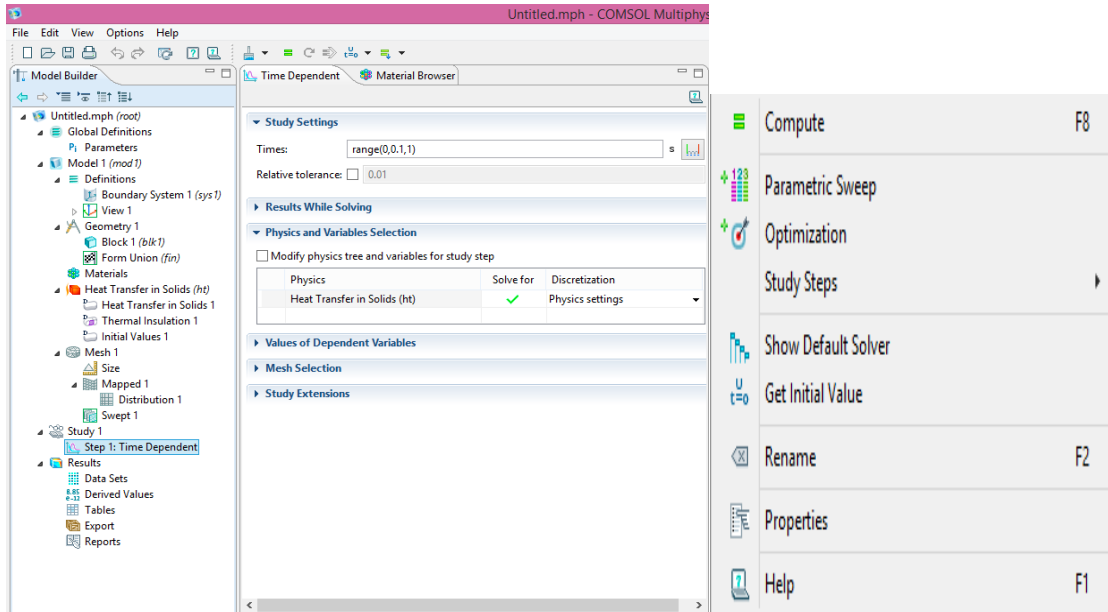 Untitled.mph - COMSOL Multiphys
File Edit View Options Help
Model Builder
Untitled.mph (root)
Global Definitions
Pi Parameters
Model 1 (mod1)
Definitions
Boundary System 1 (sys1)
View 1
Geometry 1
Block 1 (blk1)
Form Union (fin)
Materials
Heat Transfer in Solids (ht)
Heat Transfer in Solids 1
Thermal Insulation 1
Initial Values 1
Mesh 1
Size
Mapped 1
Distribution 1
Swept 1
Study 1
Step 1: Time Dependent
Results
Data Sets
8.85 e-12 Derived Values
Tables
Export
Reports
Time Dependent Material Browser
Study Settings
Times: range(0,0.1,1) s
Relative tolerance: 0.01
Results While Solving
Physics and Variables Selection
Modify physics tree and variables for study step
Physics Solve for Discretization
Heat Transfer in Solids (ht) Physics settings
Values of Dependent Variables
Mesh Selection
Study Extensions
Compute F8
123 Parametric Sweep
Optimization
Study Steps
Show Default Solver
U t=0 Get Initial Value
Rename F2
Properties
Help F1